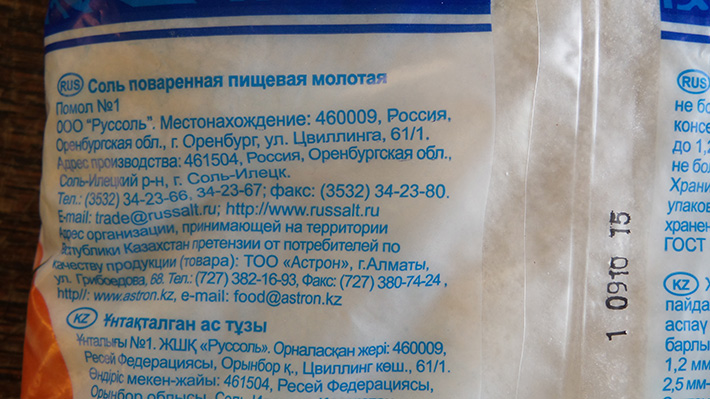 RUS Соль поваренная пищевая молотая
Помол №1
ООО "Руссоль". Местонахождение: 460009, Россия,
Оренбургская обл., г. Оренбург, ул. Цвиллинга, 61/1.
Адрес производства: 461504, Россия, Оренбургская обл.,
Соль-Илецкий р-н, г. Соль-Илецк.
Тел.: (3532) 34-23-66, 34-23-67; факс: (3532) 34-23-80.
E-mail: trade@russalt.ru; http://www.russalt.ru
Адрес организации, принимающей на территории
Республики Казахстан претензии от потребителей по
качеству продукции (товара): ТОО «Астрон», г.Алматы,
ул. Грибоедова, 68. Тел.: (727) 382-16-93, Факс: (727) 380-74-24,
http//: www.astron.kz, e-mail: food@astron.kz
KZ Ұнтақталған ас тұзы
Ұнталығы №1. ЖШҚ «Руссоль». Орналасқан жері: 460009,
Ресей Федерациясы, Орынбор қ., Цвиллинг көш., 61/1.
Өндіріс мекен-жайы: 461504, Ресей Федерациясы,
Орынбор облысы, Соль
1 0910 15
RUS
не бо
консе
до 1,2
не бол
Храни
упаков
хранен
ГОСТ
KZ Х
пайда
аспау
барлы
1,2 мм
2,5 мм-